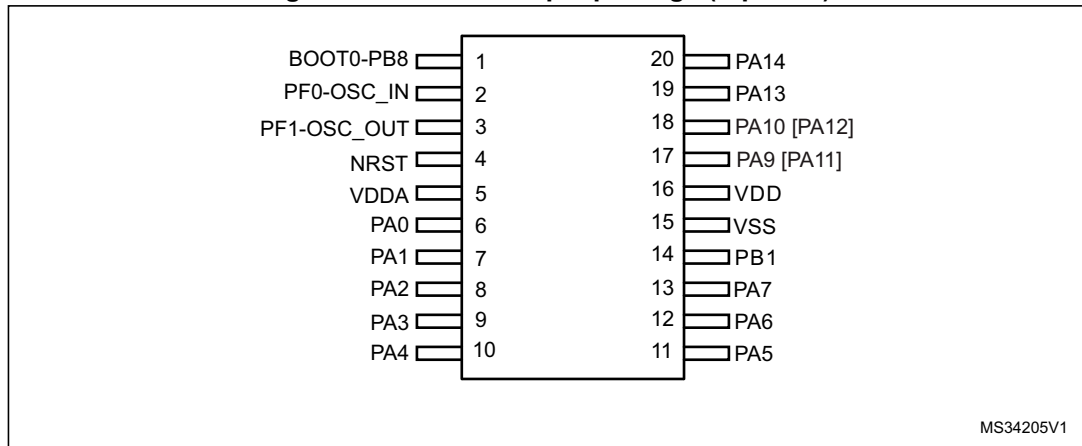 BOOT0-PB8 1 20 PA14
PF0-OSC_IN 2 19 PA13
PF1-OSC_OUT 3 18 PA10 [PA12]
NRST 4 17 PA9 [PA11]
VDDA 5 16 VDD
PA0 6 15 VSS
PA1 7 14 PB1
PA2 8 13 PA7
PA3 9 12 PA6
PA4 10 11 PA5
MS34205V1